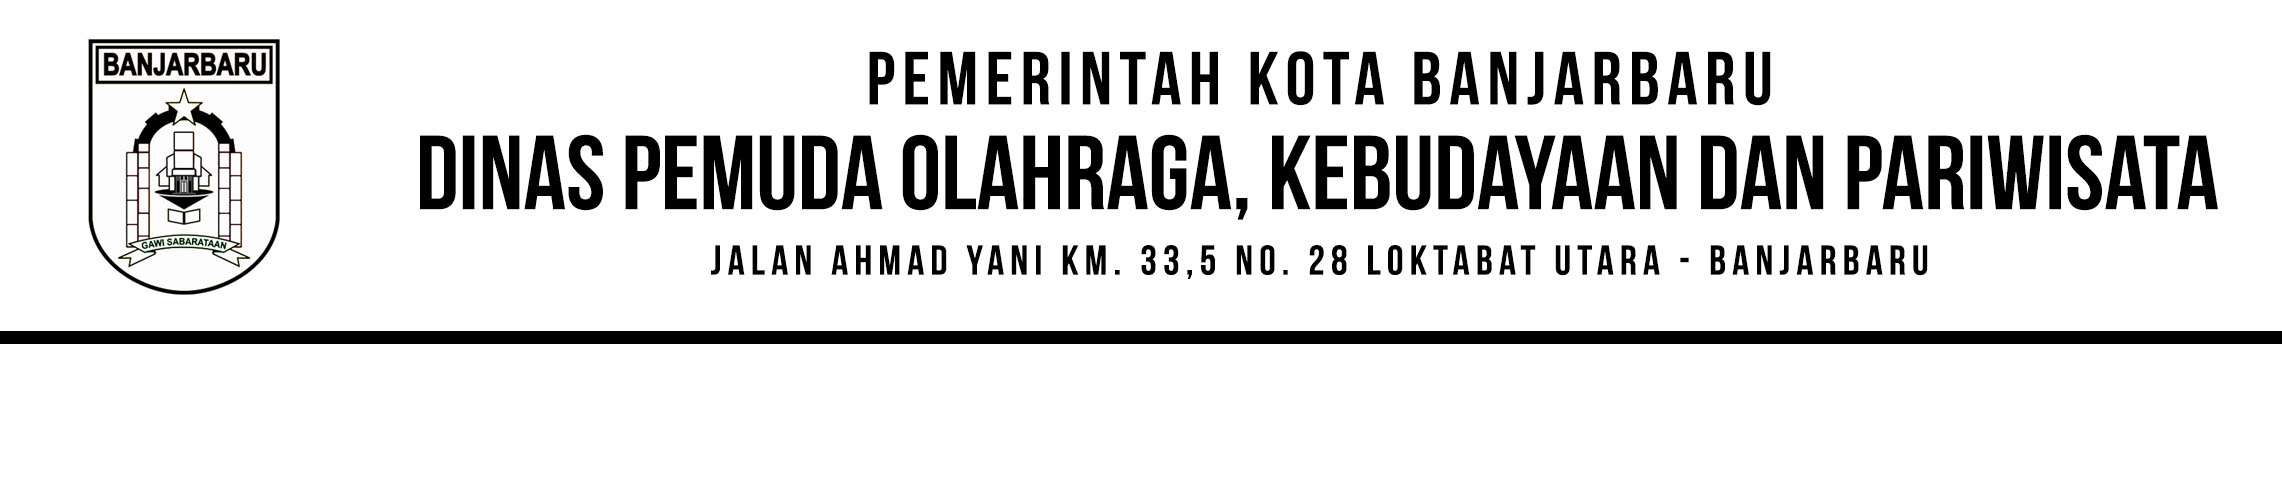 BANJARBARU
GAWI SABARATAAN
PEMERINTAH KOTA BANJARBARU
DINAS PEMUDA OLAHRAGA, KEBUDAYAAN DAN PARIWISATA
JALAN AHMAD YANI KM. 33,5 NO. 28 LOKTABAT UTARA - BANJARBARU